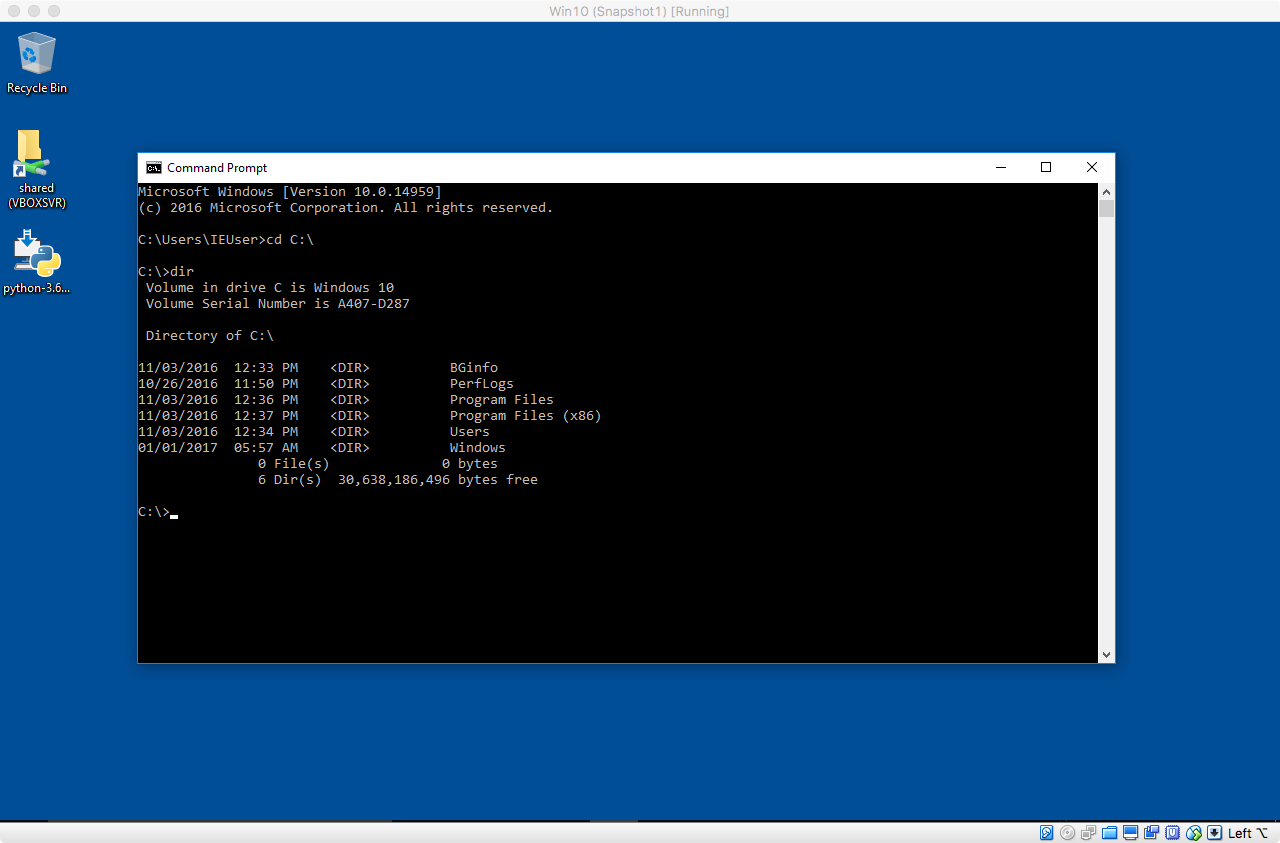 Win10 (Snapshot1) [Running]
Recycle Bin
shared
(VBOXSVR)
python-3.6...
Command Prompt
Microsoft Windows [Version 10.0.14959]
(c) 2016 Microsoft Corporation. All rights reserved.
C:\Users\IEUser>cd C:\
C:\>dir
Volume in drive C is Windows 10
Volume Serial Number is A407-D287
Directory of C:\
11/03/2016  12:33 PM    <DIR>          BGinfo
10/26/2016  11:50 PM    <DIR>          PerfLogs
11/03/2016  12:36 PM    <DIR>          Program Files
11/03/2016  12:37 PM    <DIR>          Program Files (x86)
11/03/2016  12:34 PM    <DIR>          Users
01/01/2017  05:57 AM    <DIR>          Windows
0 File(s)              0 bytes
6 Dir(s)  30,638,186,496 bytes free
C:\>
Left ⌥